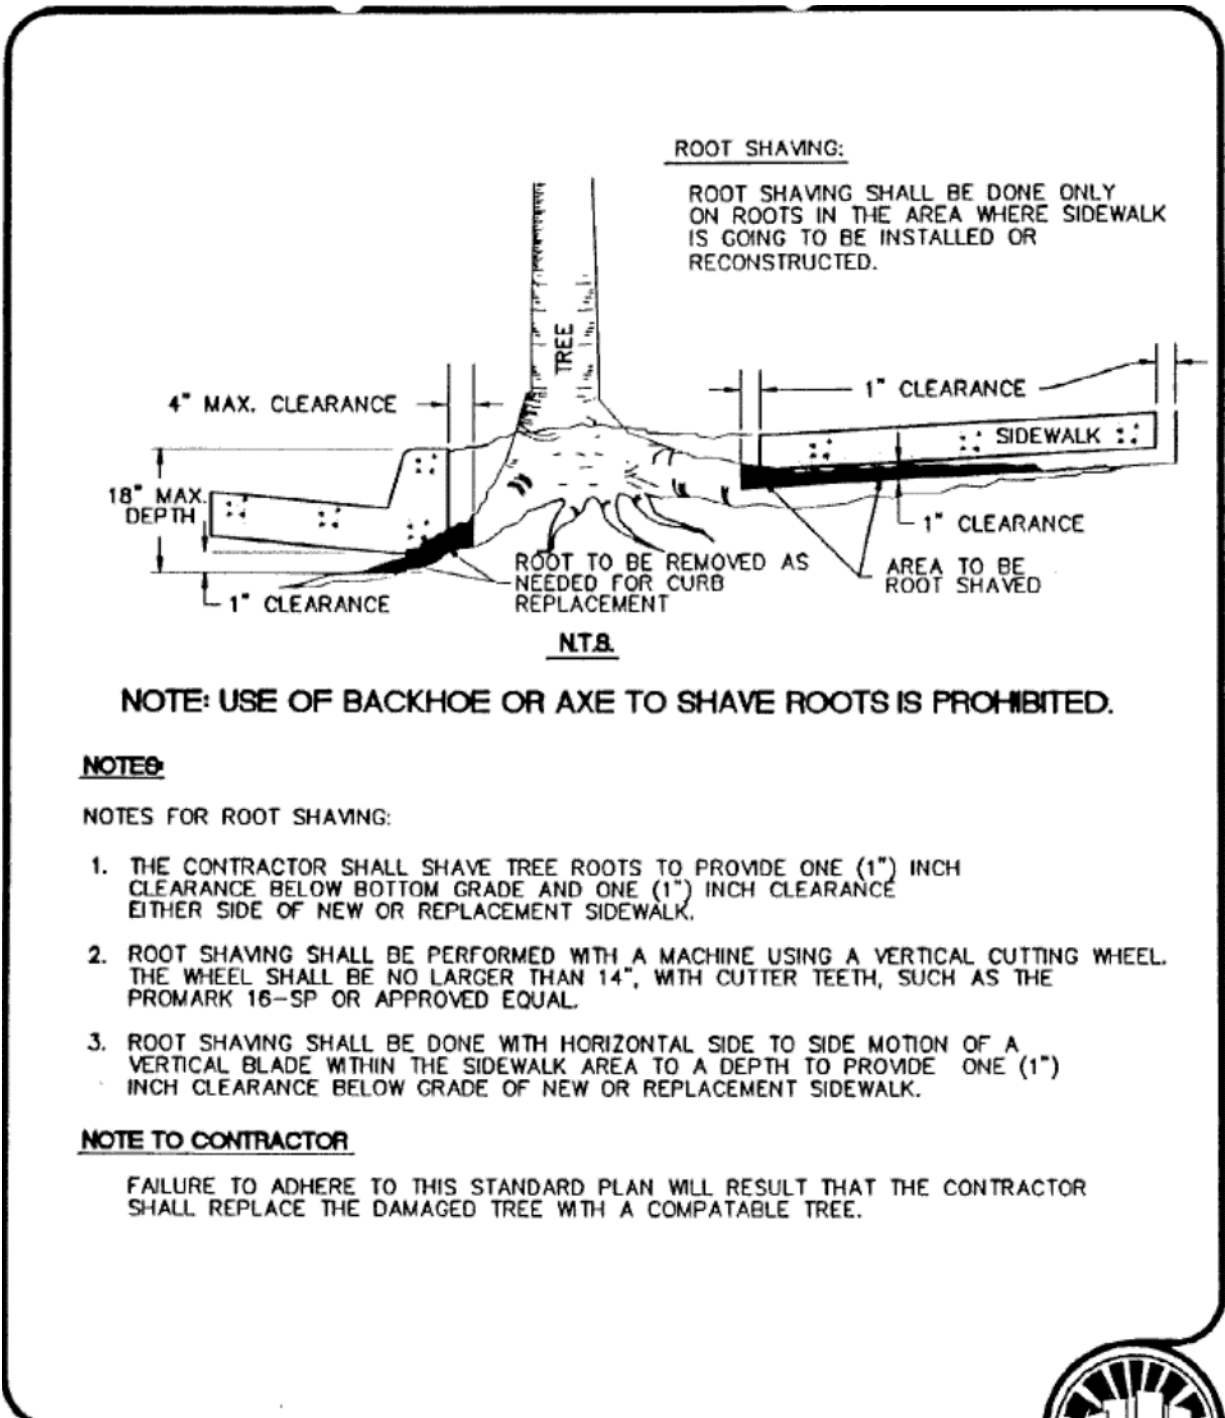 ROOT SHAVING:
ROOT SHAVING SHALL BE DONE ONLY
ON ROOTS IN THE AREA WHERE SIDEWALK
IS GOING TO BE INSTALLED OR
RECONSTRUCTED.
TREE
4" MAX. CLEARANCE
1" CLEARANCE
SIDEWALK
18" MAX.
DEPTH
1" CLEARANCE
ROOT TO BE REMOVED AS
NEEDED FOR CURB
REPLACEMENT
AREA TO BE
ROOT SHAVED
1" CLEARANCE
N.T.S.
NOTE: USE OF BACKHOE OR AXE TO SHAVE ROOTS IS PROHIBITED.
NOTES:
NOTES FOR ROOT SHAVING:
1. THE CONTRACTOR SHALL SHAVE TREE ROOTS TO PROVIDE ONE (1") INCH
CLEARANCE BELOW BOTTOM GRADE AND ONE (1") INCH CLEARANCE
EITHER SIDE OF NEW OR REPLACEMENT SIDEWALK.
2. ROOT SHAVING SHALL BE PERFORMED WITH A MACHINE USING A VERTICAL CUTTING WHEEL.
THE WHEEL SHALL BE NO LARGER THAN 14", WITH CUTTER TEETH, SUCH AS THE
PROMARK 16-SP OR APPROVED EQUAL.
3. ROOT SHAVING SHALL BE DONE WITH HORIZONTAL SIDE TO SIDE MOTION OF A
VERTICAL BLADE WITHIN THE SIDEWALK AREA TO A DEPTH TO PROVIDE ONE (1")
INCH CLEARANCE BELOW GRADE OF NEW OR REPLACEMENT SIDEWALK.
NOTE TO CONTRACTOR
FAILURE TO ADHERE TO THIS STANDARD PLAN WILL RESULT THAT THE CONTRACTOR
SHALL REPLACE THE DAMAGED TREE WITH A COMPATABLE TREE.